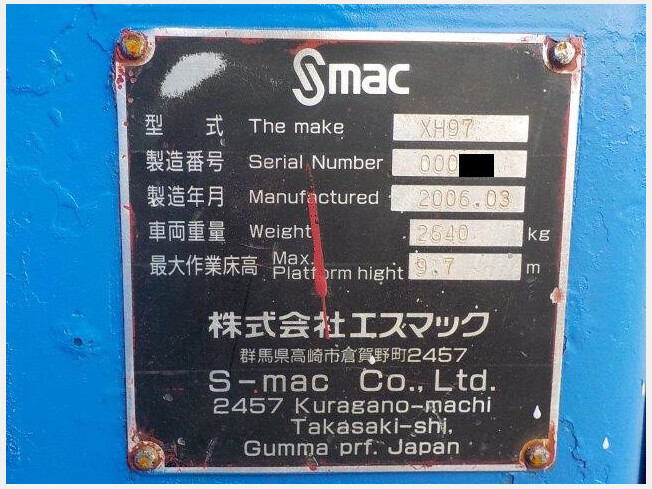 Smac
型 式 The make XH97
製造番号 Serial Number 000
製造年月 Manufactured 2006.03
車両重量 Weight 2640 kg
最大作業床高 Max. Platform hight 9.7 m
株式会社エスマック
群馬県高崎市倉賀野町2457
S-mac Co., Ltd.
2457 Kuragano-machi
Takasaki-shi,
Gumma prf. Japan